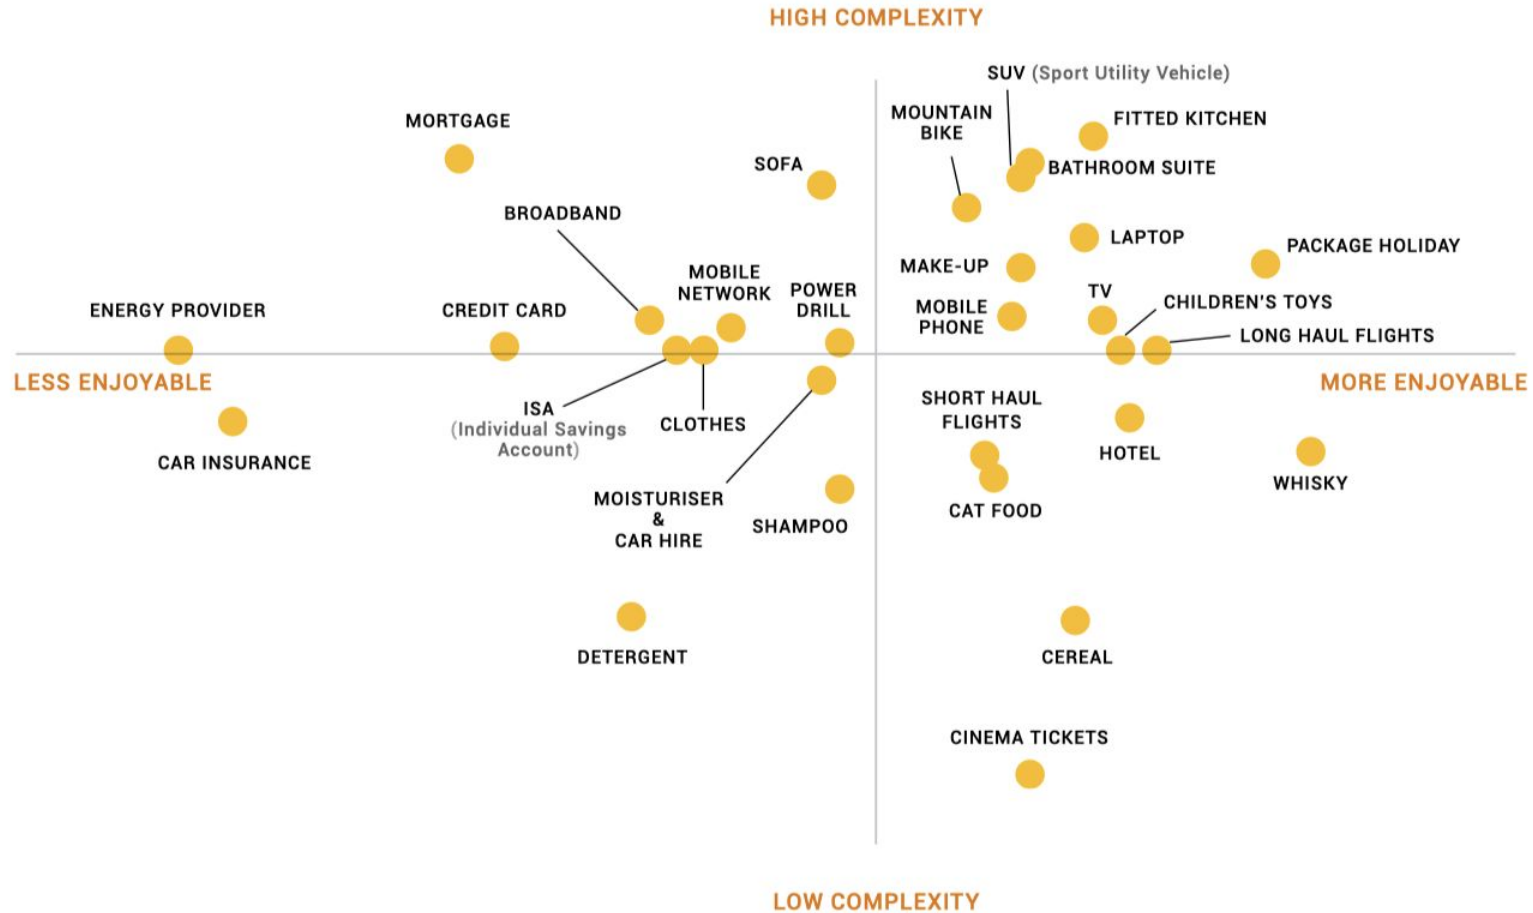 HIGH COMPLEXITY
SUV (Sport Utility Vehicle)
MOUNTAIN
BIKE
FITTED KITCHEN
MORTGAGE
SOFA
BATHROOM SUITE
BROADBAND
LAPTOP
PACKAGE HOLIDAY
MAKE-UP
MOBILE
NETWORK
POWER
DRILL
TV
CHILDREN'S TOYS
ENERGY PROVIDER
CREDIT CARD
MOBILE
PHONE
LONG HAUL FLIGHTS
LESS ENJOYABLE
MORE ENJOYABLE
SHORT HAUL
FLIGHTS
ISA
(Individual Savings
Account)
CLOTHES
HOTEL
CAR INSURANCE
WHISKY
MOISTURISER
&
CAR HIRE
CAT FOOD
SHAMPOO
DETERGENT
CEREAL
CINEMA TICKETS
LOW COMPLEXITY